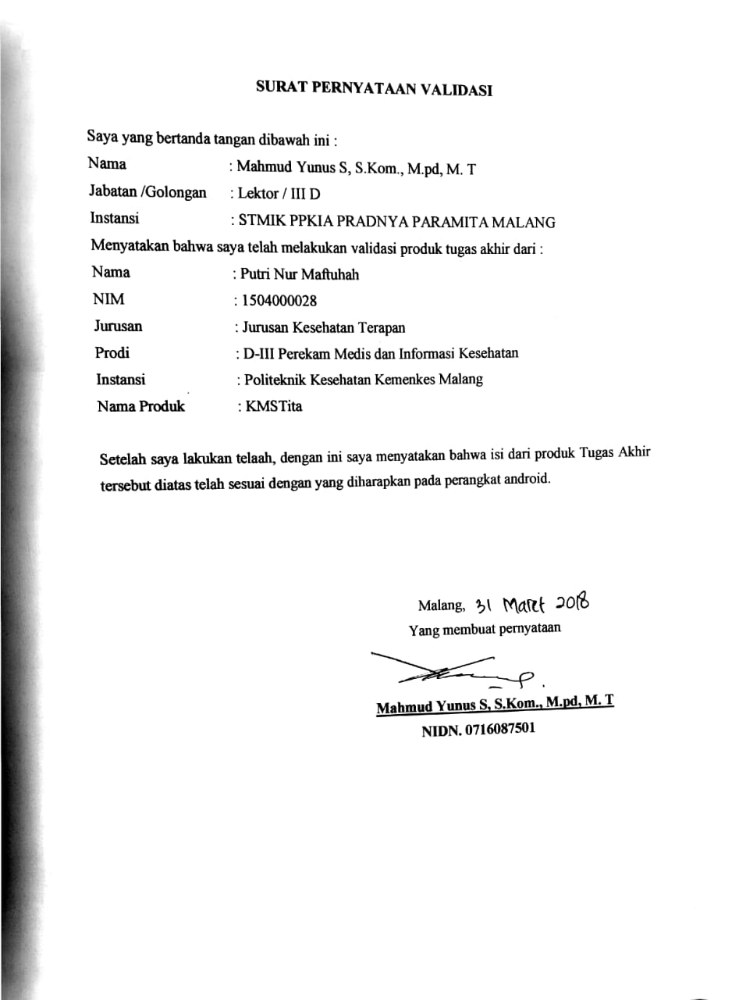 SURAT PERNYATAAN VALIDASI
Saya yang bertanda tangan dibawah ini :
Nama : Mahmud Yunus S, S.Kom., M.pd, M. T
Jabatan /Golongan : Lektor / III D
Instansi : STMIK PPKIA PRADNYA PARAMITA MALANG
Menyatakan bahwa saya telah melakukan validasi produk tugas akhir dari :
Nama : Putri Nur Maftuhah
NIM : 1504000028
Jurusan : Jurusan Kesehatan Terapan
Prodi : D-III Perekam Medis dan Informasi Kesehatan
Instansi : Politeknik Kesehatan Kemenkes Malang
Nama Produk : KMSTita
Setelah saya lakukan telaah, dengan ini saya menyatakan bahwa isi dari produk Tugas Akhir
tersebut diatas telah sesuai dengan yang diharapkan pada perangkat android.
Malang, 31 Maret 2018
Yang membuat pernyataan
Mahmud Yunus S, S.Kom., M.pd, M. T
NIDN. 0716087501